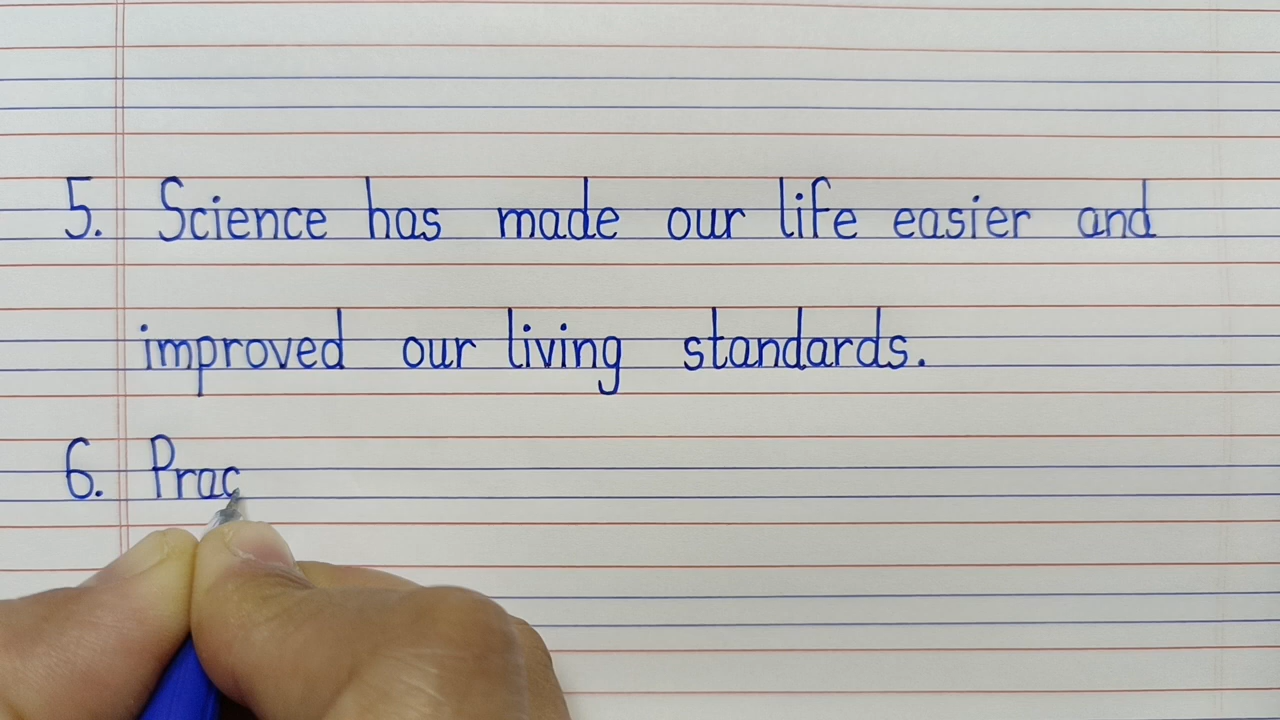 5. Science has made our life easier and
improved our living standards.
6. Prac